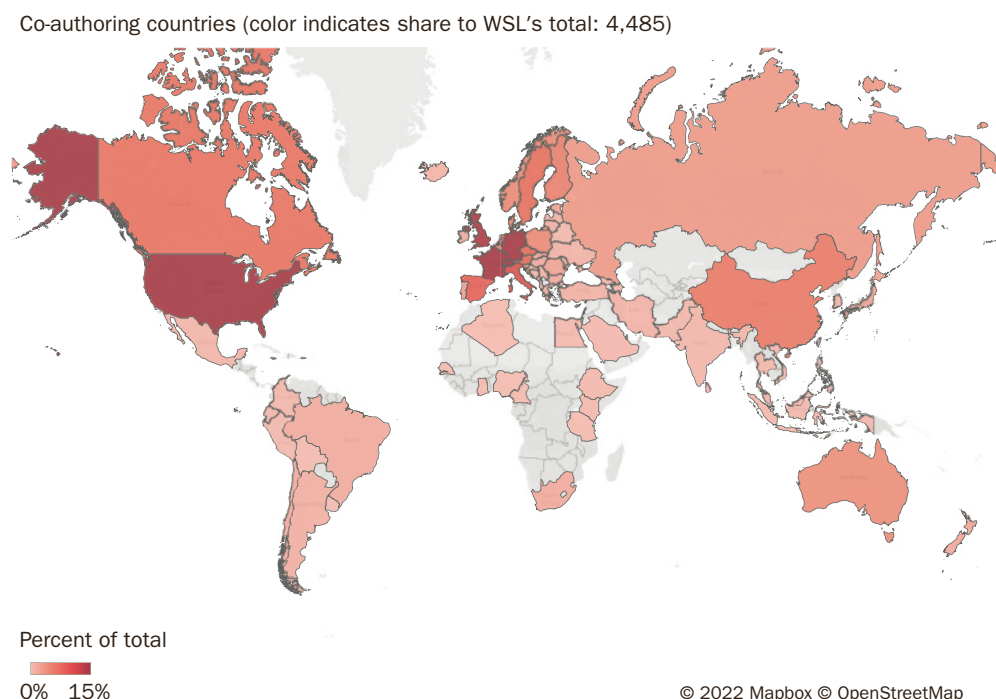 Co-authoring countries (color indicates share to WSL's total: 4,485)
Percent of total
0% 15%
© 2022 Mapbox © OpenStreetMap